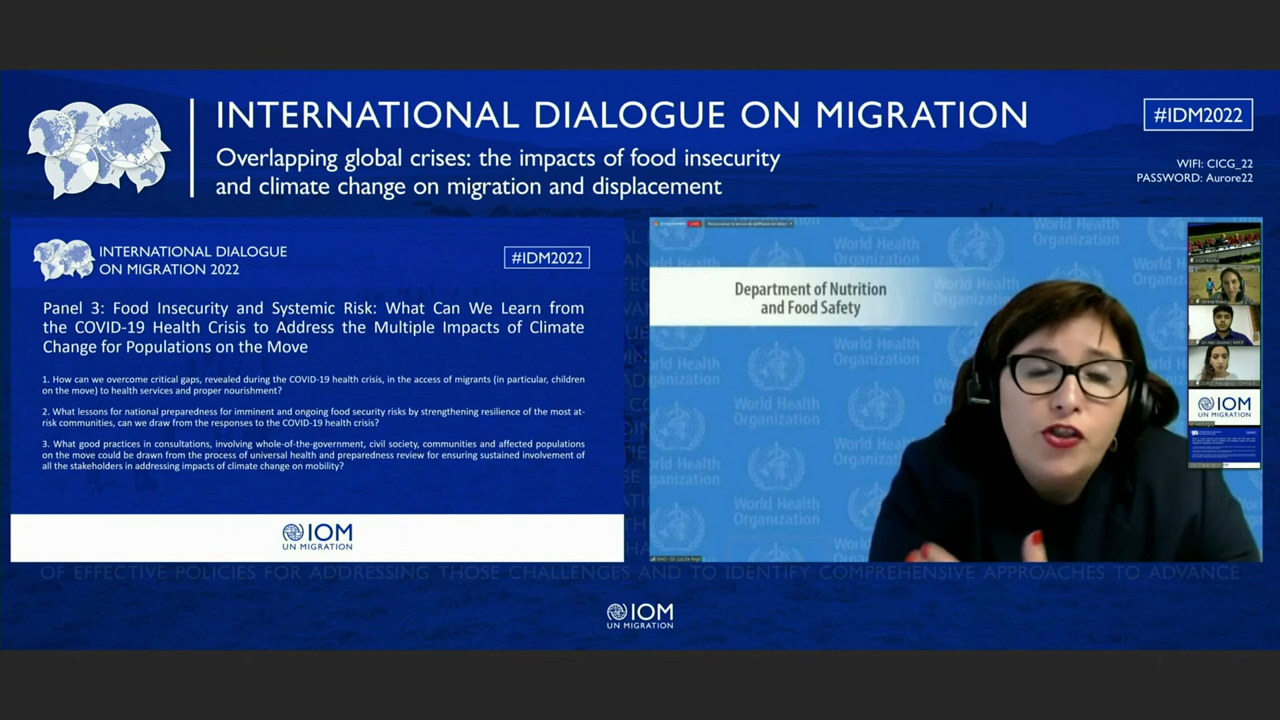 INTERNATIONAL DIALOGUE ON MIGRATION
Overlapping global crises: the impacts of food insecurity
and climate change on migration and displacement
#IDM2022
WIFI: CICG_22
PASSWORD: Aurore22
INTERNATIONAL DIALOGUE
ON MIGRATION 2022
#IDM2022
Panel 3: Food Insecurity and Systemic Risk: What Can We Learn from
the COVID-19 Health Crisis to Address the Multiple Impacts of Climate
Change for Populations on the Move
1. How can we overcome critical gaps, revealed during the COVID-19 health crisis, in the access of migrants (in particular, children
on the move) to health services and proper nourishment?
2. What lessons for national preparedness for imminent and ongoing food security risks by strengthening resilience of the most at-
risk communities, can we draw from the responses to the COVID-19 health crisis?
3. What good practices in consultations, involving whole-of-the-government, civil society, communities and affected populations
on the move could be drawn from the process of universal health and preparedness review for ensuring sustained involvement of
all the stakeholders in addressing impacts of climate change on mobility?
IOM
UN MIGRATION
LIVE
World Health
Organization
Department of Nutrition
and Food Safety
World Health
Organization
World Health
Organization
IOM
UN MIGRATION
OF EFFECTIVE POLICIES FOR ADDRESSING THOSE CHALLENGES AND TO IDENTIFY COMPREHENSIVE APPROACHES TO ADVANCE
IOM
UN MIGRATION